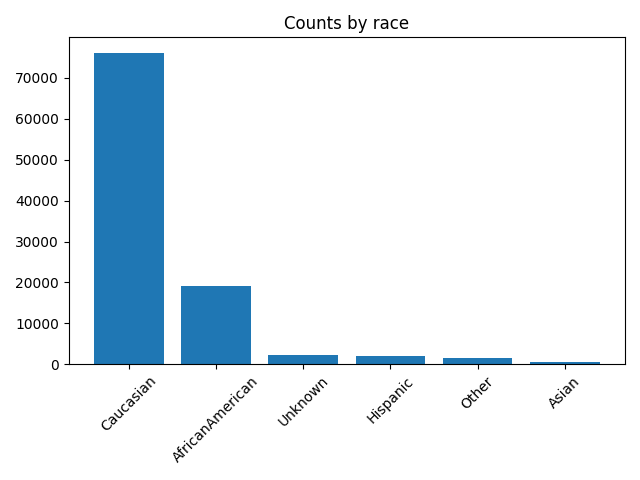 Counts by race
70000
60000
50000
40000
30000
20000
10000
0
Caucasian
AfricanAmerican
Unknown
Hispanic
Other
Asian